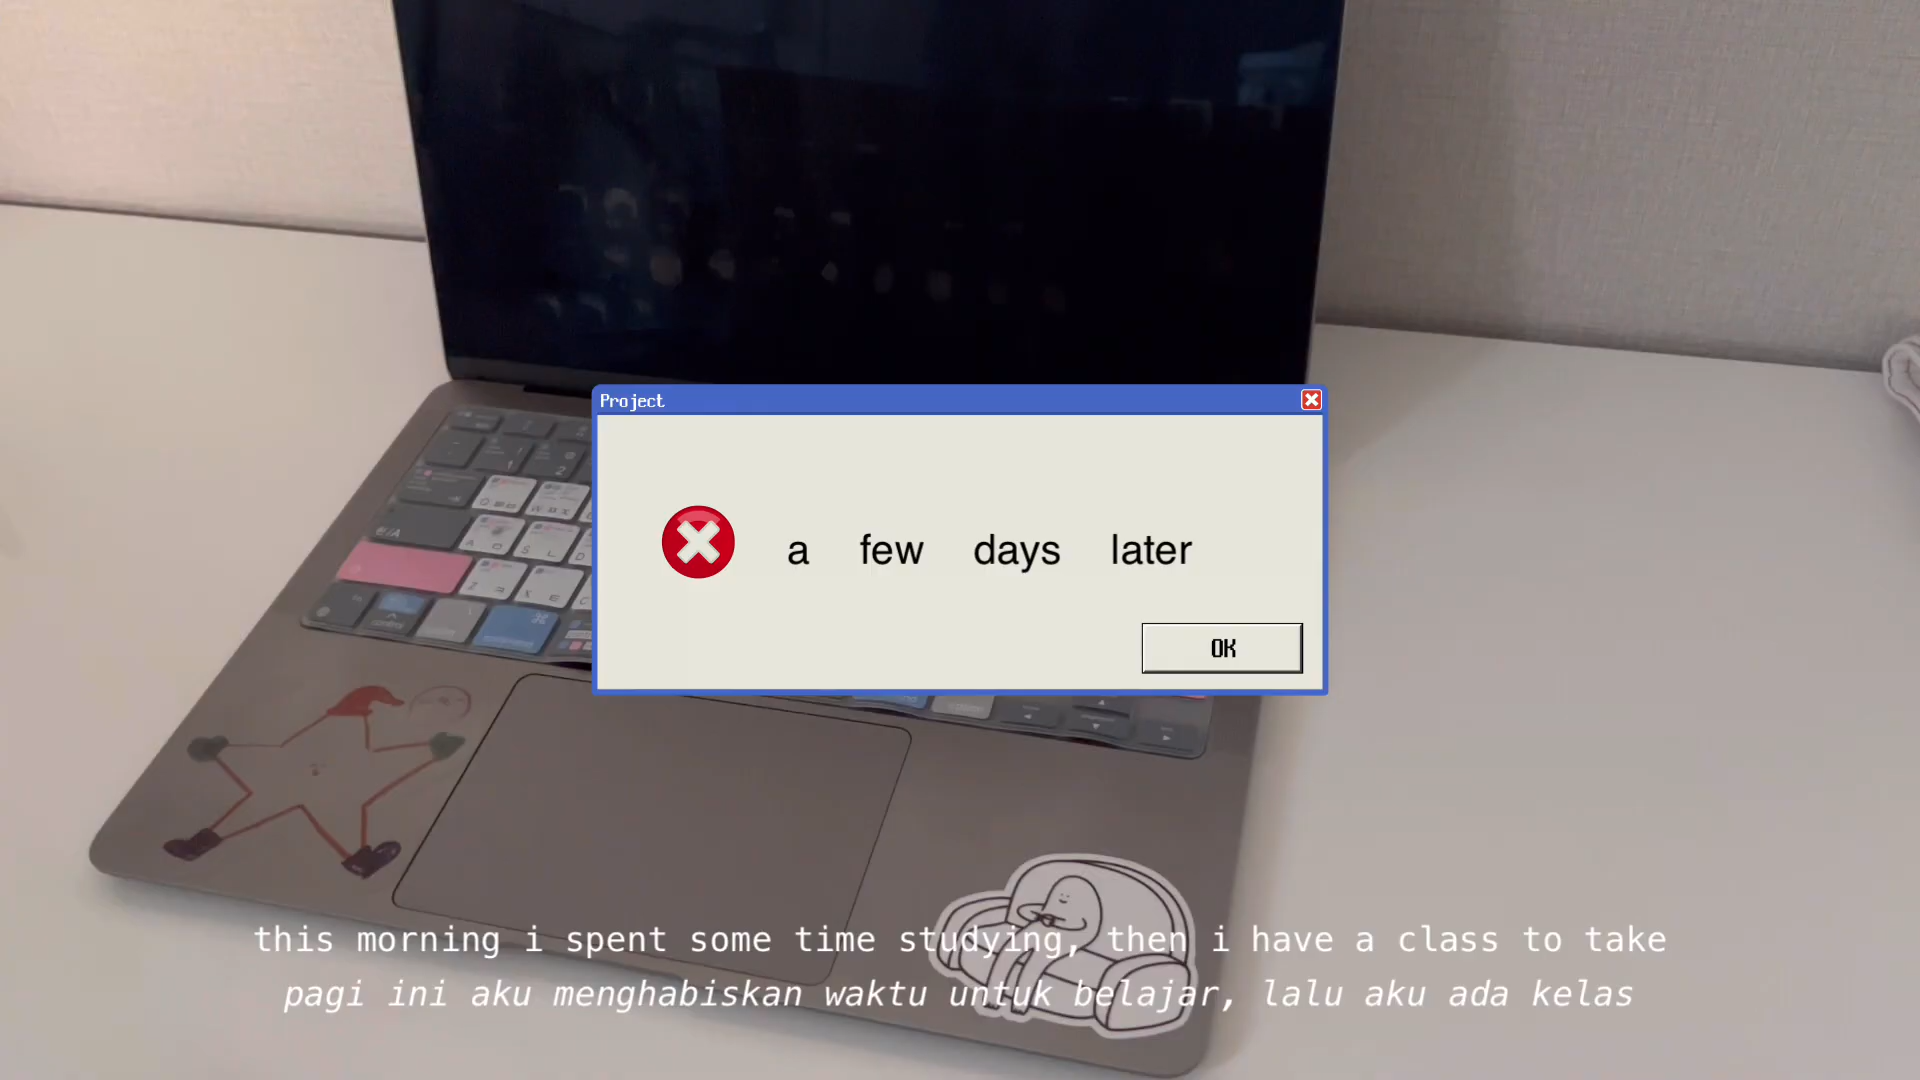 Project
a few days later
OK
control
this morning i spent some time studying, then i have a class to take
pagi ini aku menghabiskan waktu untuk belajar, lalu aku ada kelas